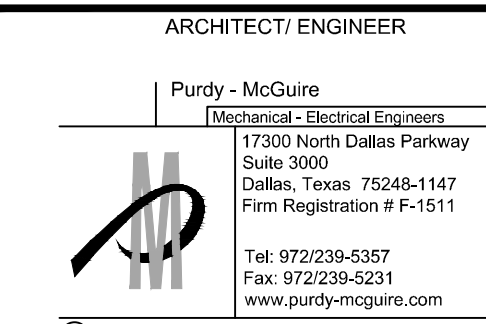 ARCHITECT/ ENGINEER
Purdy - McGuire
Mechanical - Electrical Engineers
17300 North Dallas Parkway
Suite 3000
Dallas, Texas 75248-1147
Firm Registration # F-1511
Tel: 972/239-5357
Fax: 972/239-5231
www.purdy-mcguire.com